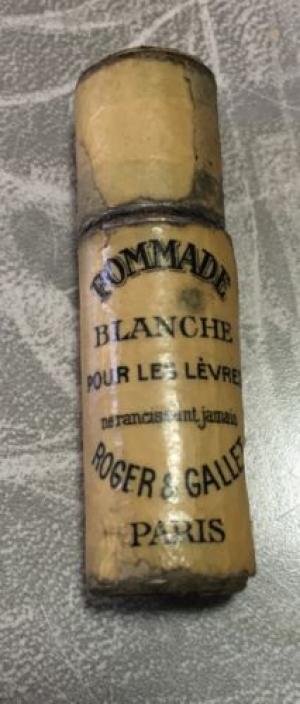 POMMADE
BLANCHE
POUR LES LÈVRES
ne rancissant jamais
ROGER & GALLET
PARIS